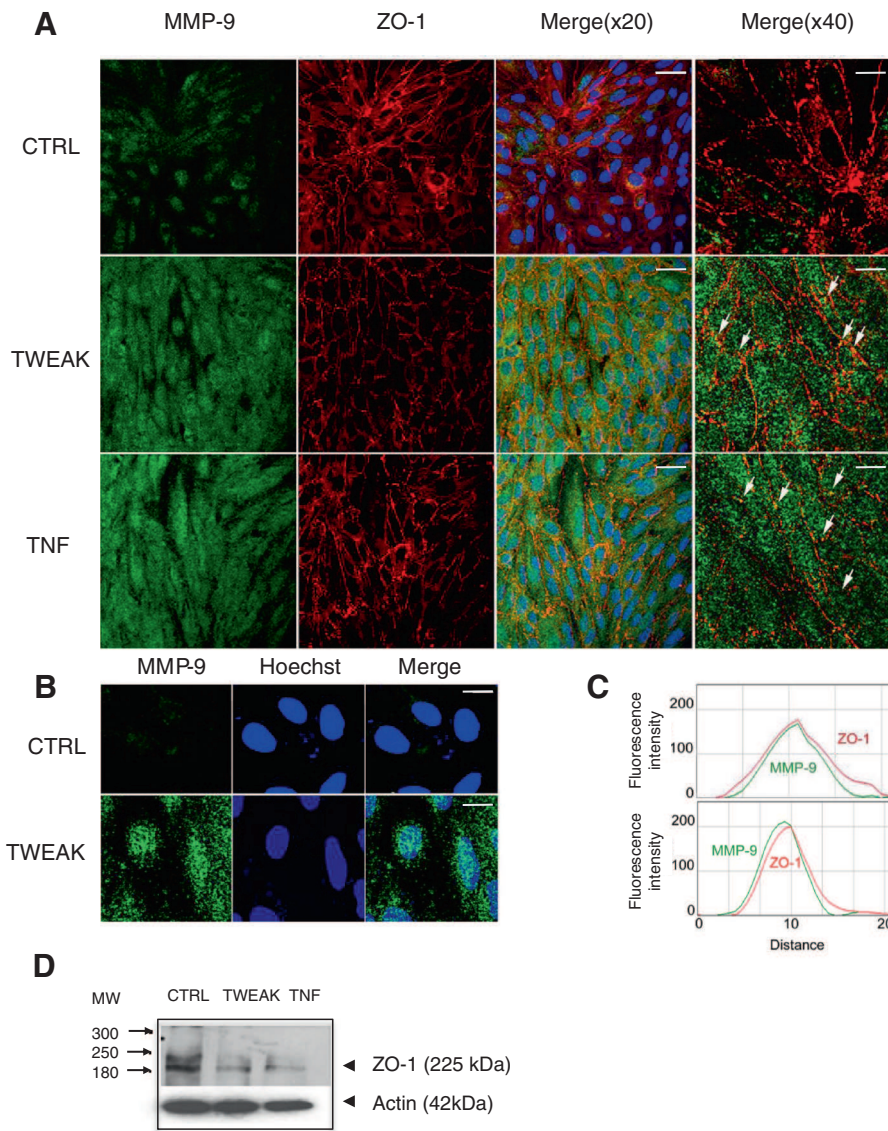 A
MMP-9 ZO-1 Merge(x20) Merge(x40)
CTRL
TWEAK
TNF
B
MMP-9 Hoechst Merge
CTRL
TWEAK
C
Fluorescence
intensity
200
100
0
ZO-1
MMP-9
Fluorescence
intensity
200
100
0
MMP-9
ZO-1
0 10 20
Distance
D
MW CTRL TWEAK TNF
300
250
180
ZO-1 (225 kDa)
Actin (42kDa)